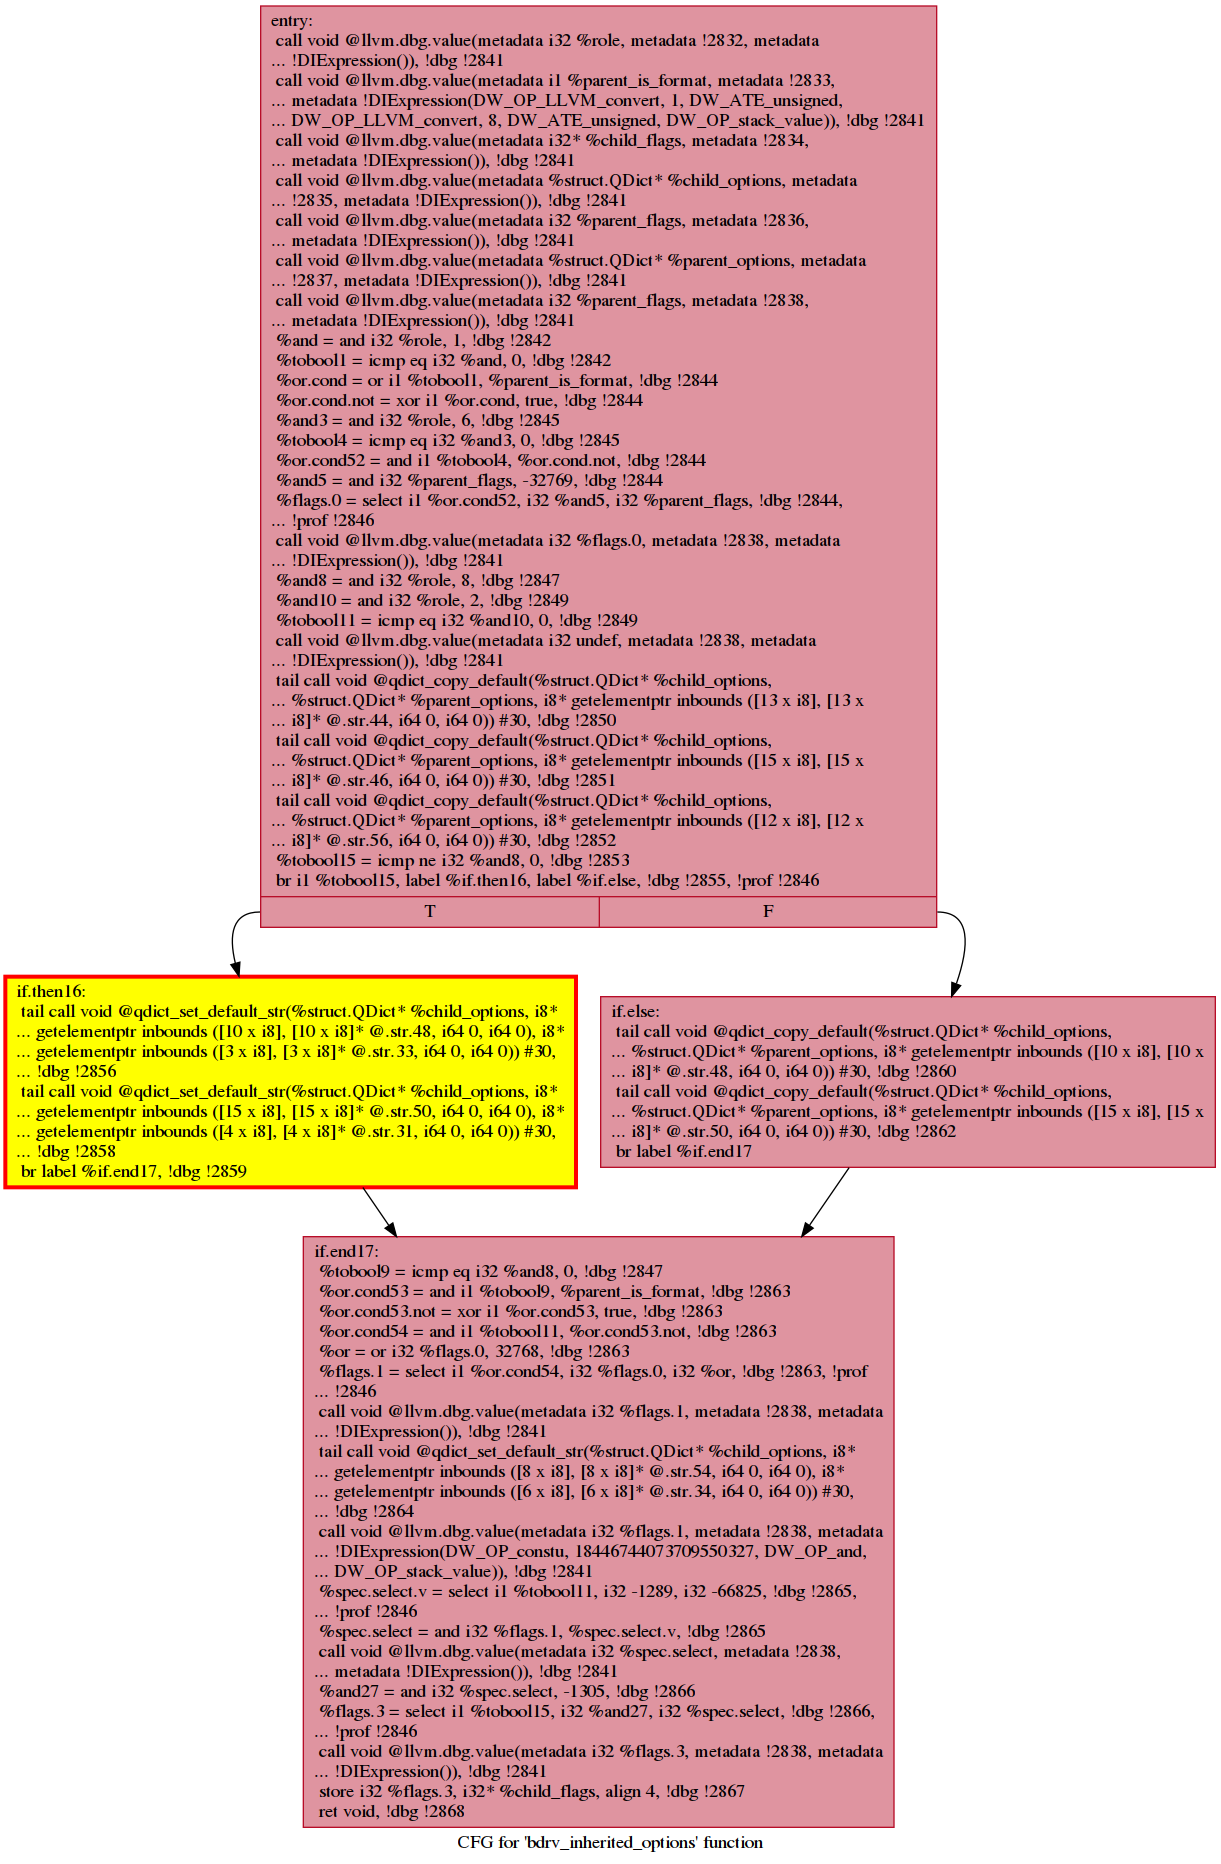 entry:
call void @llvm.dbg.value(metadata i32 %role, metadata !2832, metadata
... !DIExpression()), !dbg !2841
call void @llvm.dbg.value(metadata i1 %parent_is_format, metadata !2833,
... metadata !DIExpression(DW_OP_LLVM_convert, 1, DW_ATE_unsigned,
... DW_OP_LLVM_convert, 8, DW_ATE_unsigned, DW_OP_stack_value)), !dbg !2841
call void @llvm.dbg.value(metadata i32* %child_flags, metadata !2834,
... metadata !DIExpression()), !dbg !2841
call void @llvm.dbg.value(metadata %struct.QDict* %child_options, metadata
... !2835, metadata !DIExpression()), !dbg !2841
call void @llvm.dbg.value(metadata i32 %parent_flags, metadata !2836,
... metadata !DIExpression()), !dbg !2841
call void @llvm.dbg.value(metadata %struct.QDict* %parent_options, metadata
... !2837, metadata !DIExpression()), !dbg !2841
call void @llvm.dbg.value(metadata i32 %parent_flags, metadata !2838,
... metadata !DIExpression()), !dbg !2841
%and = and i32 %role, 1, !dbg !2842
%tobool1 = icmp eq i32 %and, 0, !dbg !2842
%or.cond = or i1 %tobool1, %parent_is_format, !dbg !2844
%or.cond.not = xor i1 %or.cond, true, !dbg !2844
%and3 = and i32 %role, 6, !dbg !2845
%tobool4 = icmp eq i32 %and3, 0, !dbg !2845
%or.cond52 = and i1 %tobool4, %or.cond.not, !dbg !2844
%and5 = and i32 %parent_flags, -32769, !dbg !2844
%flags.0 = select i1 %or.cond52, i32 %and5, i32 %parent_flags, !dbg !2844,
... !prof !2846
call void @llvm.dbg.value(metadata i32 %flags.0, metadata !2838, metadata
... !DIExpression()), !dbg !2841
%and8 = and i32 %role, 8, !dbg !2847
%and10 = and i32 %role, 2, !dbg !2849
%tobool11 = icmp eq i32 %and10, 0, !dbg !2849
call void @llvm.dbg.value(metadata i32 undef, metadata !2838, metadata
... !DIExpression()), !dbg !2841
tail call void @qdict_copy_default(%struct.QDict* %child_options,
... %struct.QDict* %parent_options, i8* getelementptr inbounds ([13 x i8], [13 x
... i8]* @.str.44, i64 0, i64 0)) #30, !dbg !2850
tail call void @qdict_copy_default(%struct.QDict* %child_options,
... %struct.QDict* %parent_options, i8* getelementptr inbounds ([15 x i8], [15 x
... i8]* @.str.46, i64 0, i64 0)) #30, !dbg !2851
tail call void @qdict_copy_default(%struct.QDict* %child_options,
... %struct.QDict* %parent_options, i8* getelementptr inbounds ([12 x i8], [12 x
... i8]* @.str.56, i64 0, i64 0)) #30, !dbg !2852
%tobool15 = icmp ne i32 %and8, 0, !dbg !2853
br i1 %tobool15, label %if.then16, label %if.else, !dbg !2855, !prof !2846
T F
if.then16:
tail call void @qdict_set_default_str(%struct.QDict* %child_options, i8*
... getelementptr inbounds ([10 x i8], [10 x i8]* @.str.48, i64 0, i64 0), i8*
... getelementptr inbounds ([3 x i8], [3 x i8]* @.str.33, i64 0, i64 0)) #30,
... !dbg !2856
tail call void @qdict_set_default_str(%struct.QDict* %child_options, i8*
... getelementptr inbounds ([15 x i8], [15 x i8]* @.str.50, i64 0, i64 0), i8*
... getelementptr inbounds ([4 x i8], [4 x i8]* @.str.31, i64 0, i64 0)) #30,
... !dbg !2858
br label %if.end17, !dbg !2859
if.else:
tail call void @qdict_copy_default(%struct.QDict* %child_options,
... %struct.QDict* %parent_options, i8* getelementptr inbounds ([10 x i8], [10 x
... i8]* @.str.48, i64 0, i64 0)) #30, !dbg !2860
tail call void @qdict_copy_default(%struct.QDict* %child_options,
... %struct.QDict* %parent_options, i8* getelementptr inbounds ([15 x i8], [15 x
... i8]* @.str.50, i64 0, i64 0)) #30, !dbg !2862
br label %if.end17
if.end17:
%tobool9 = icmp eq i32 %and8, 0, !dbg !2847
%or.cond53 = and i1 %tobool9, %parent_is_format, !dbg !2863
%or.cond53.not = xor i1 %or.cond53, true, !dbg !2863
%or.cond54 = and i1 %tobool11, %or.cond53.not, !dbg !2863
%or = or i32 %flags.0, 32768, !dbg !2863
%flags.1 = select i1 %or.cond54, i32 %flags.0, i32 %or, !dbg !2863, !prof
... !2846
call void @llvm.dbg.value(metadata i32 %flags.1, metadata !2838, metadata
... !DIExpression()), !dbg !2841
tail call void @qdict_set_default_str(%struct.QDict* %child_options, i8*
... getelementptr inbounds ([8 x i8], [8 x i8]* @.str.54, i64 0, i64 0), i8*
... getelementptr inbounds ([6 x i8], [6 x i8]* @.str.34, i64 0, i64 0)) #30,
... !dbg !2864
call void @llvm.dbg.value(metadata i32 %flags.1, metadata !2838, metadata
... !DIExpression(DW_OP_constu, 18446744073709550327, DW_OP_and,
... DW_OP_stack_value)), !dbg !2841
%spec.select.v = select i1 %tobool11, i32 -1289, i32 -66825, !dbg !2865,
... !prof !2846
%spec.select = and i32 %flags.1, %spec.select.v, !dbg !2865
call void @llvm.dbg.value(metadata i32 %spec.select, metadata !2838,
... metadata !DIExpression()), !dbg !2841
%and27 = and i32 %spec.select, -1305, !dbg !2866
%flags.3 = select i1 %tobool15, i32 %and27, i32 %spec.select, !dbg !2866,
... !prof !2846
call void @llvm.dbg.value(metadata i32 %flags.3, metadata !2838, metadata
... !DIExpression()), !dbg !2841
store i32 %flags.3, i32* %child_flags, align 4, !dbg !2867
ret void, !dbg !2868
CFG for 'bdrv_inherited_options' function